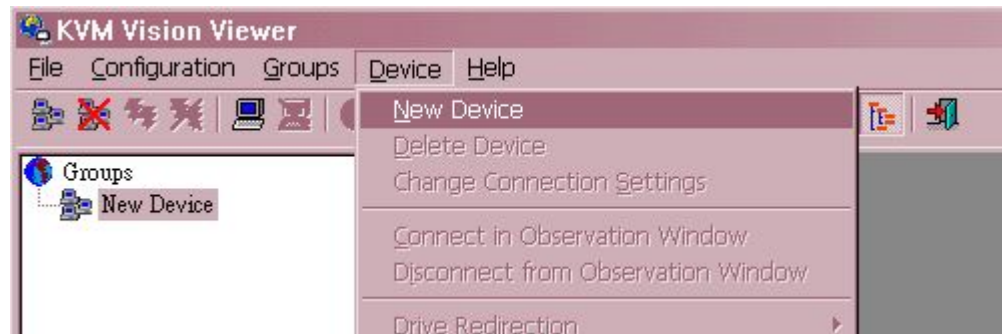 KVM Vision Viewer
File Configuration Groups Device Help
New Device
Delete Device
Change Connection Settings
Connect in Observation Window
Disconnect from Observation Window
Drive Redirection
Groups
New Device